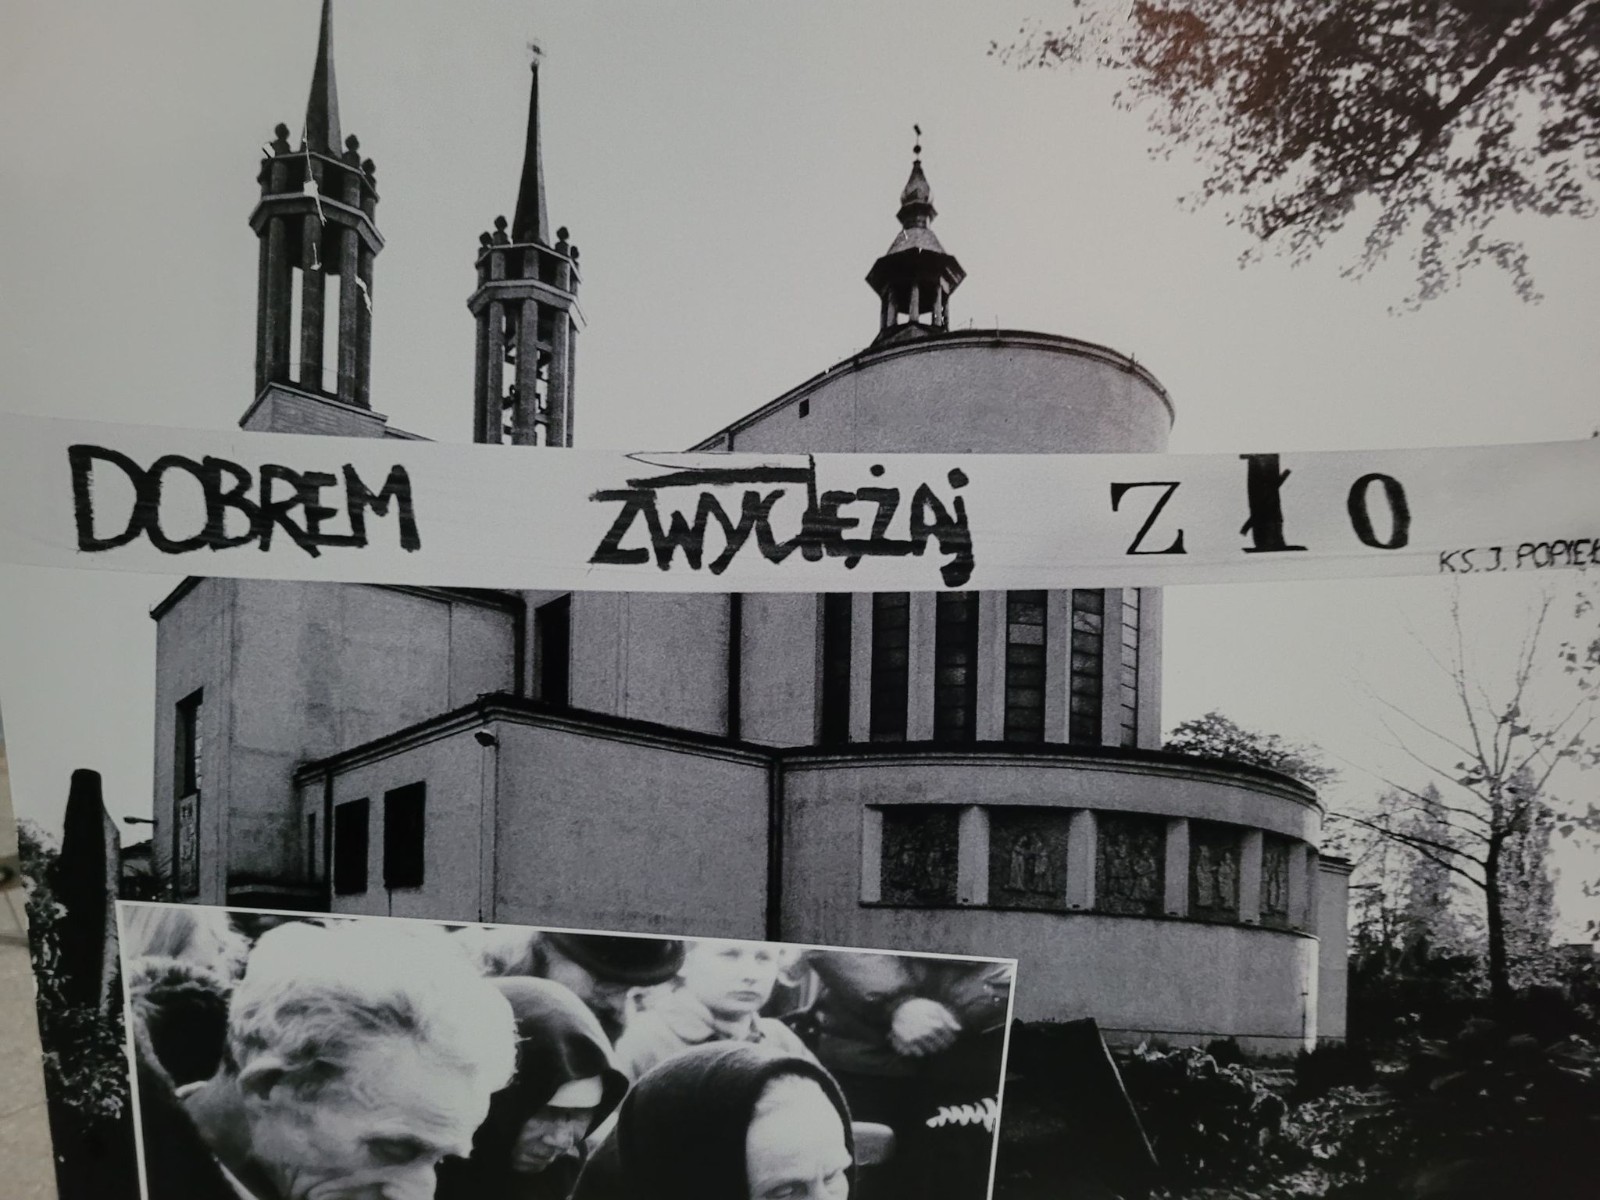 DOBREM ZWYCIĘŻAJ Zło
KS. J. POPIEŁ